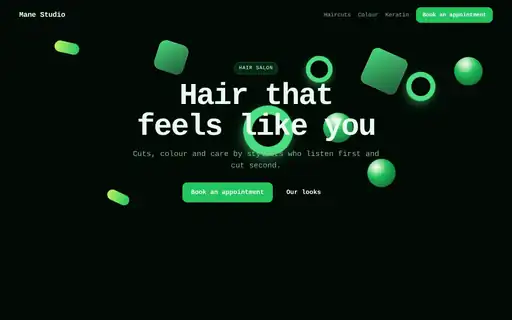 Mane Studio
Haircuts Colour Keratin Book an appointment
HAIR SALON
Hair that
feels like you
Cuts, colour and care by stylists who listen first and
cut second.
Book an appointment Our looks